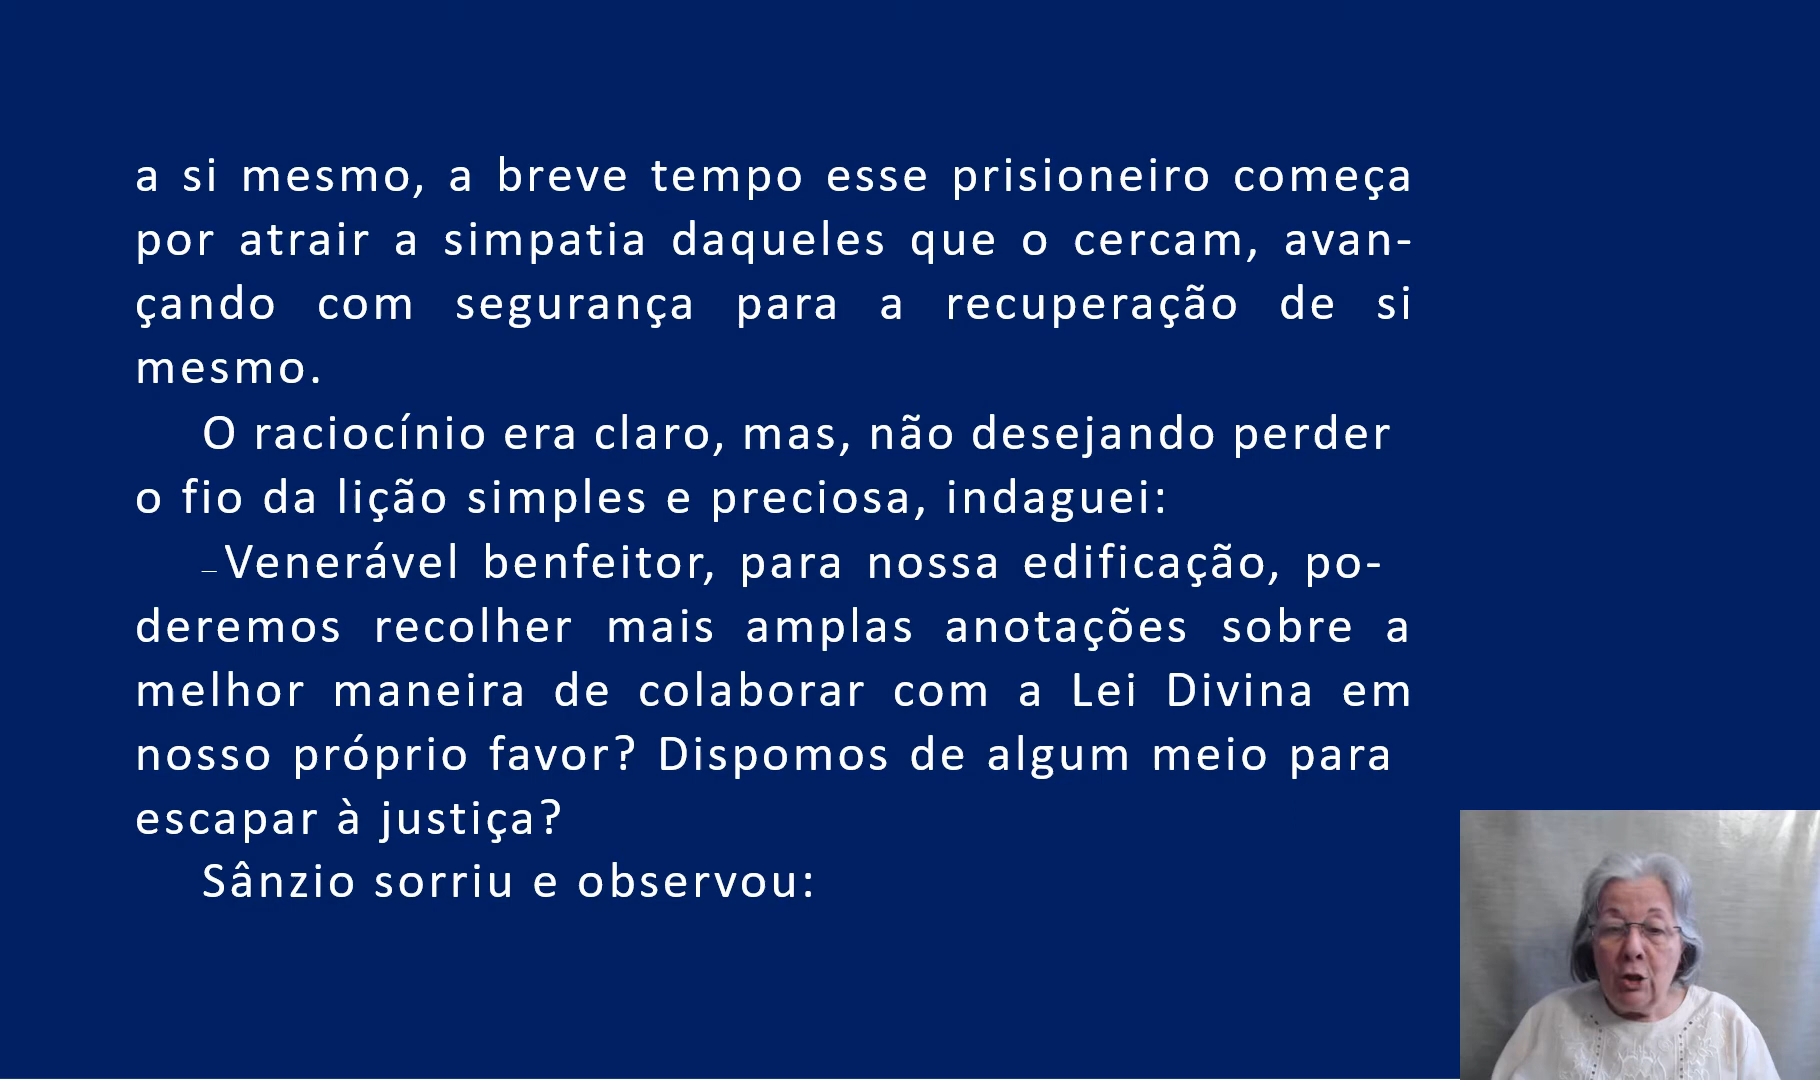 a si mesmo, a breve tempo esse prisioneiro começa
por atrair a simpatia daqueles que o cercam, avan-
çando com segurança para a recuperação de si
mesmo.
O raciocínio era claro, mas, não desejando perder
o fio da lição simples e preciosa, indaguei:
– Venerável benfeitor, para nossa edificação, po-
deremos recolher mais amplas anotações sobre a
melhor maneira de colaborar com a Lei Divina em
nosso próprio favor? Dispomos de algum meio para
escapar à justiça?
Sânzio sorriu e observou: